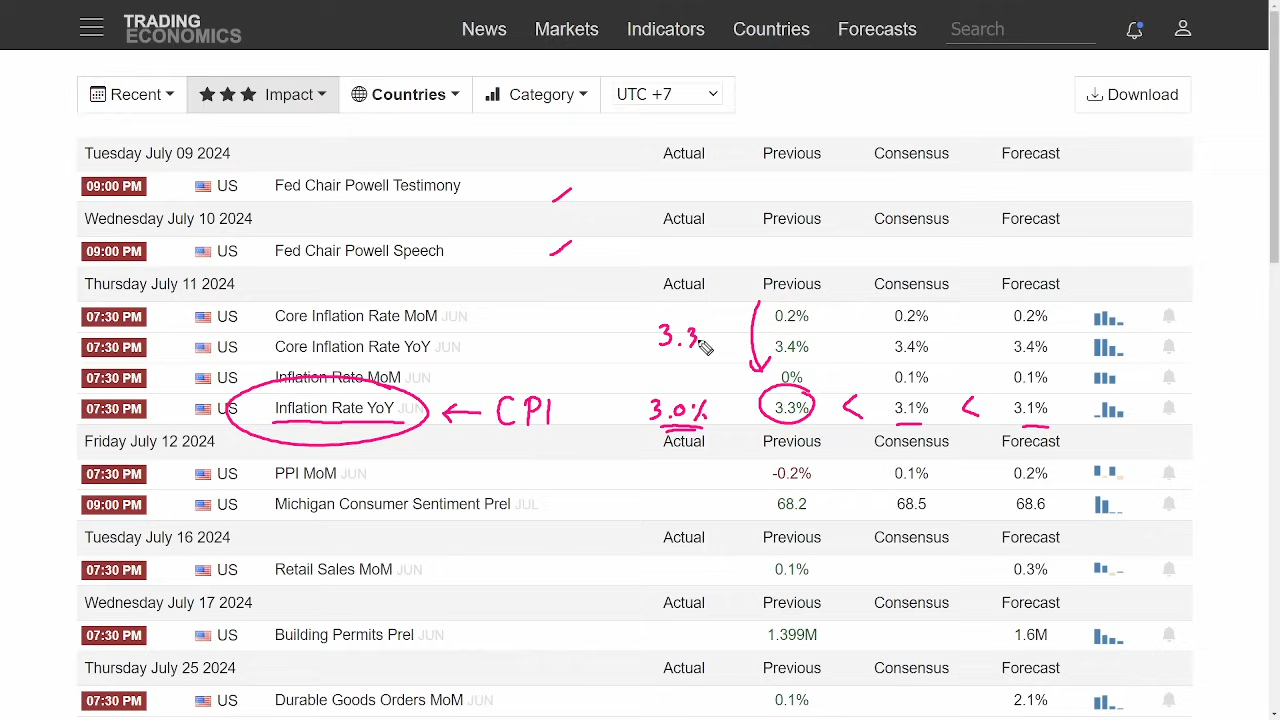 TRADING
ECONOMICS
News Markets Indicators Countries Forecasts Search
Recent Impact Countries Category UTC +7 Download
Tuesday July 09 2024 Actual Previous Consensus Forecast
09:00 PM US Fed Chair Powell Testimony
Wednesday July 10 2024 Actual Previous Consensus Forecast
09:00 PM US Fed Chair Powell Speech
Thursday July 11 2024 Actual Previous Consensus Forecast
07:30 PM US Core Inflation Rate MoM JUN 0.2% 0.2% 0.2%
3.3
07:30 PM US Core Inflation Rate YoY JUN 3.4% 3.4% 3.4%
07:30 PM US Inflation Rate MoM JUN 0% 0.1% 0.1%
07:30 PM US Inflation Rate YoY JUN ← CPI 3.0% 3.3% < 3.1% < 3.1%
Friday July 12 2024 Actual Previous Consensus Forecast
07:30 PM US PPI MoM JUN -0.2% 0.1% 0.2%
09:00 PM US Michigan Consumer Sentiment Prel JUL 68.2 68.5 68.6
Tuesday July 16 2024 Actual Previous Consensus Forecast
07:30 PM US Retail Sales MoM JUN 0.1% 0.3%
Wednesday July 17 2024 Actual Previous Consensus Forecast
07:30 PM US Building Permits Prel JUN 1.399M 1.6M
Thursday July 25 2024 Actual Previous Consensus Forecast
07:30 PM US Durable Goods Orders MoM JUN 0.1% 2.1%